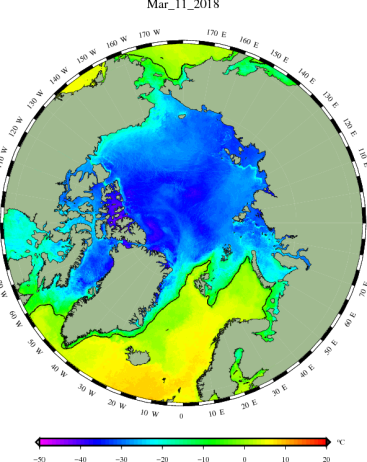 Mar_11_2018
170 W
170 E
160 W
160 E
150 W
150 E
140 W
140 E
130 W
130 E
120 W
120 E
110 E
70 E
60 W
60 E
50 W
50 E
40 W
40 E
30 W
30 E
20 W
20 E
10 W
0
10 E
−50 −40 −30 −20 −10 0 10 20 °C